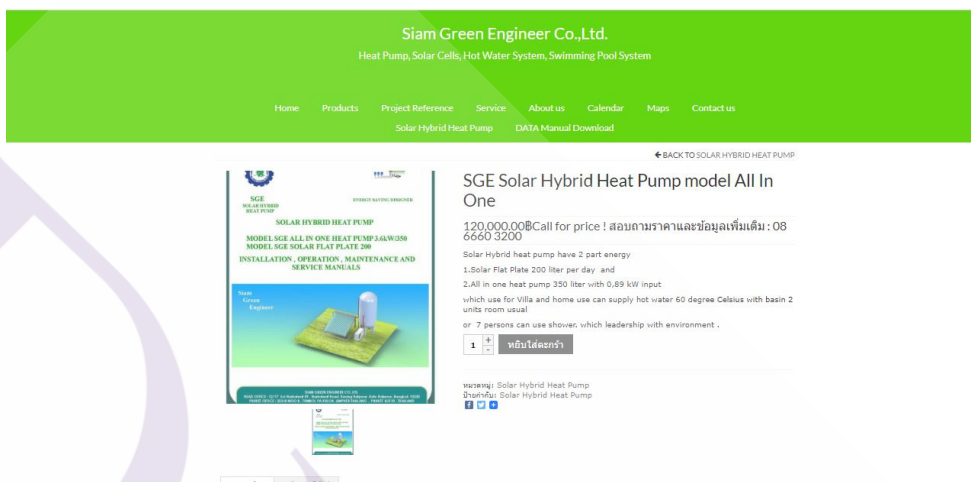 Siam Green Engineer Co.,Ltd.
Heat Pump, Solar Cells, Hot Water System, Swimming Pool System
Home Products Project Reference Service About us Calendar Maps Contact us
Solar Hybrid Heat Pump DATA Manual Download
BACK TO SOLAR HYBRID HEAT PUMP
SGE
SOLAR HYBRID
HEAT PUMP
ENERGY SAVING DESIGNER
SOLAR HYBRID HEAT PUMP
MODEL SGE ALL IN ONE HEAT PUMP 3.6kW/350
MODEL SGE SOLAR FLAT PLATE 200
INSTALLATION , OPERATION , MAINTENANCE AND
SERVICE MANUALS
Siam
Green
Engineer
SGE Solar Hybrid Heat Pump model All In
One
120,000.00฿Call for price ! สอบถามราคาและข้อมูลเพิ่มเติม : 08
6660 3200
Solar Hybrid heat pump have 2 part energy
1.Solar Flat Plate 200 liter per day and
2.All in one heat pump 350 liter with 0,89 kW input
which use for Villa and home use can supply hot water 60 degree Celsius with basin 2
units room usual
or 7 persons can use shower, which leadership with environment .
1 + -
หยิบใส่ตะกร้า
หมวดหมู่: Solar Hybrid Heat Pump
ป้ายกำกับ: Solar Hybrid Heat Pump